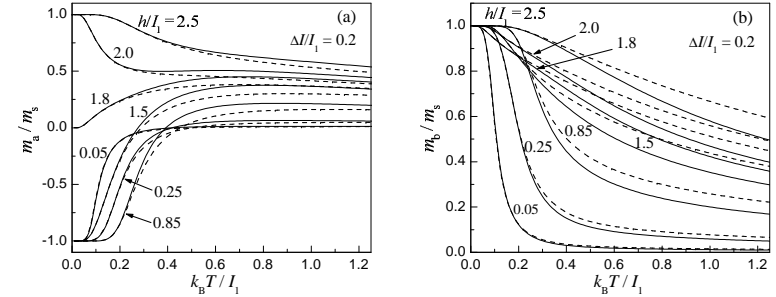 h/I₁ = 2.5
(a)
ΔI/I₁ = 0.2
2.0
1.8
1.5
0.05
0.25
0.85
1.0
0.5
0.0
-0.5
-1.0
mₐ / mₛ
0.0 0.2 0.4 0.6 0.8 1.0 1.2
k_B T / I₁
h/I₁ = 2.5
(b)
ΔI/I₁ = 0.2
2.0
1.8
0.85
1.5
0.25
0.05
1.0
0.8
0.6
0.4
0.2
0.0
m_b / mₛ
0.0 0.2 0.4 0.6 0.8 1.0 1.2
k_B T / I₁